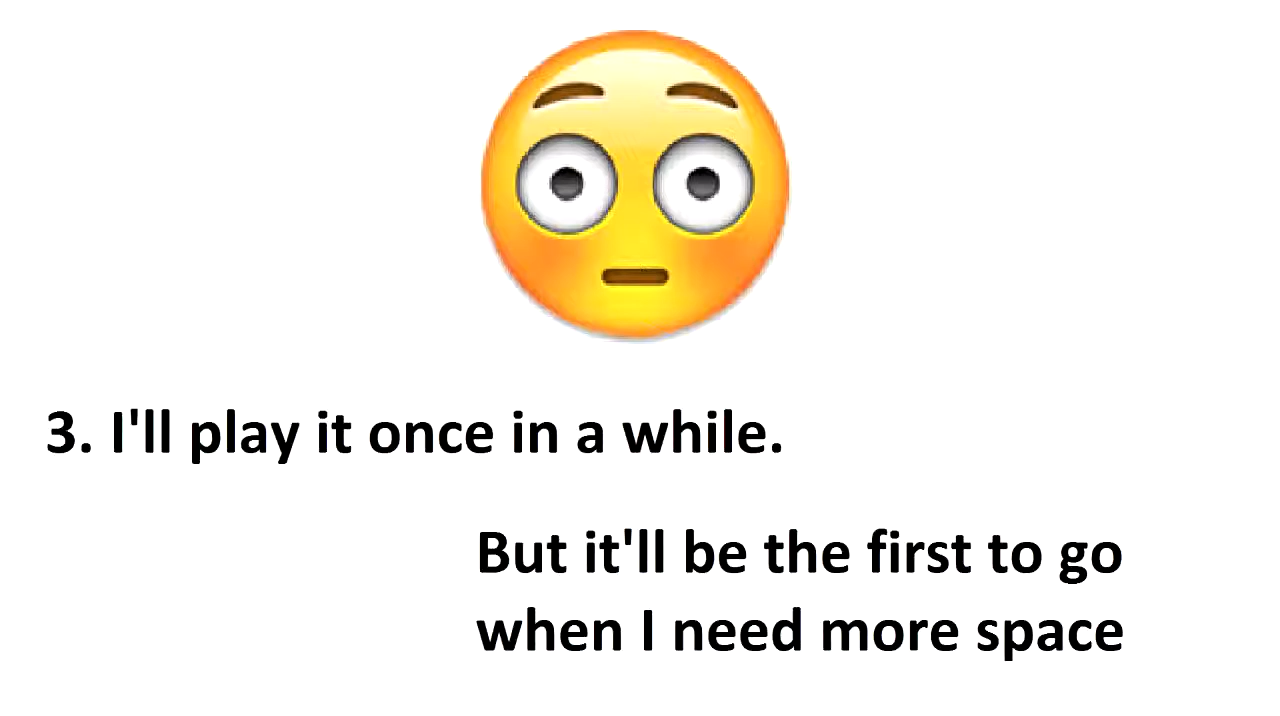 3. I'll play it once in a while.
But it'll be the first to go
when I need more space